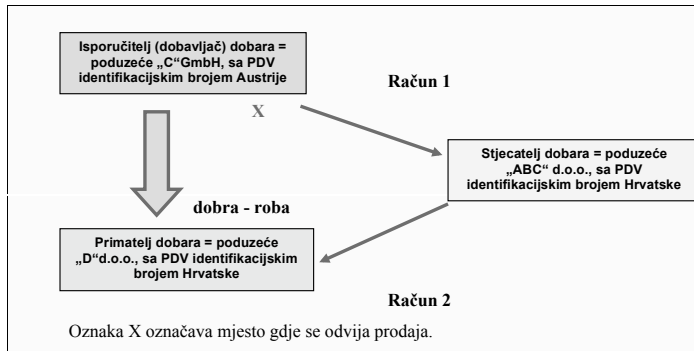 Isporučitelj (dobavljač) dobara =
poduzeće „C“GmbH, sa PDV
identifikacijskim brojem Austrije
Račun 1
X
Stjecatelj dobara = poduzeće
„ABC“ d.o.o., sa PDV
identifikacijskim brojem Hrvatske
dobra - roba
Primatelj dobara = poduzeće
„D“d.o.o., sa PDV identifikacijskim
brojem Hrvatske
Račun 2
Oznaka X označava mjesto gdje se odvija prodaja.